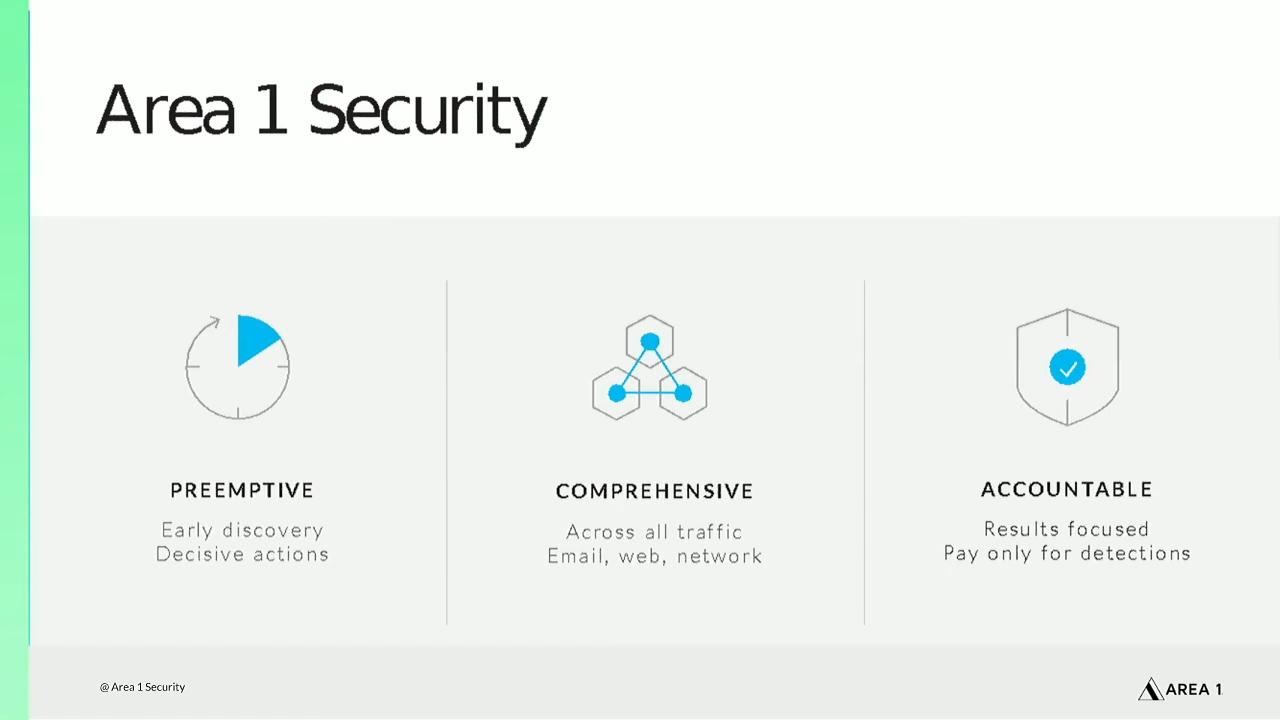 Area 1 Security
PREEMPTIVE
Early discovery
Decisive actions
COMPREHENSIVE
Across all traffic
Email, web, network
ACCOUNTABLE
Results focused
Pay only for detections
@ Area 1 Security
AREA 1